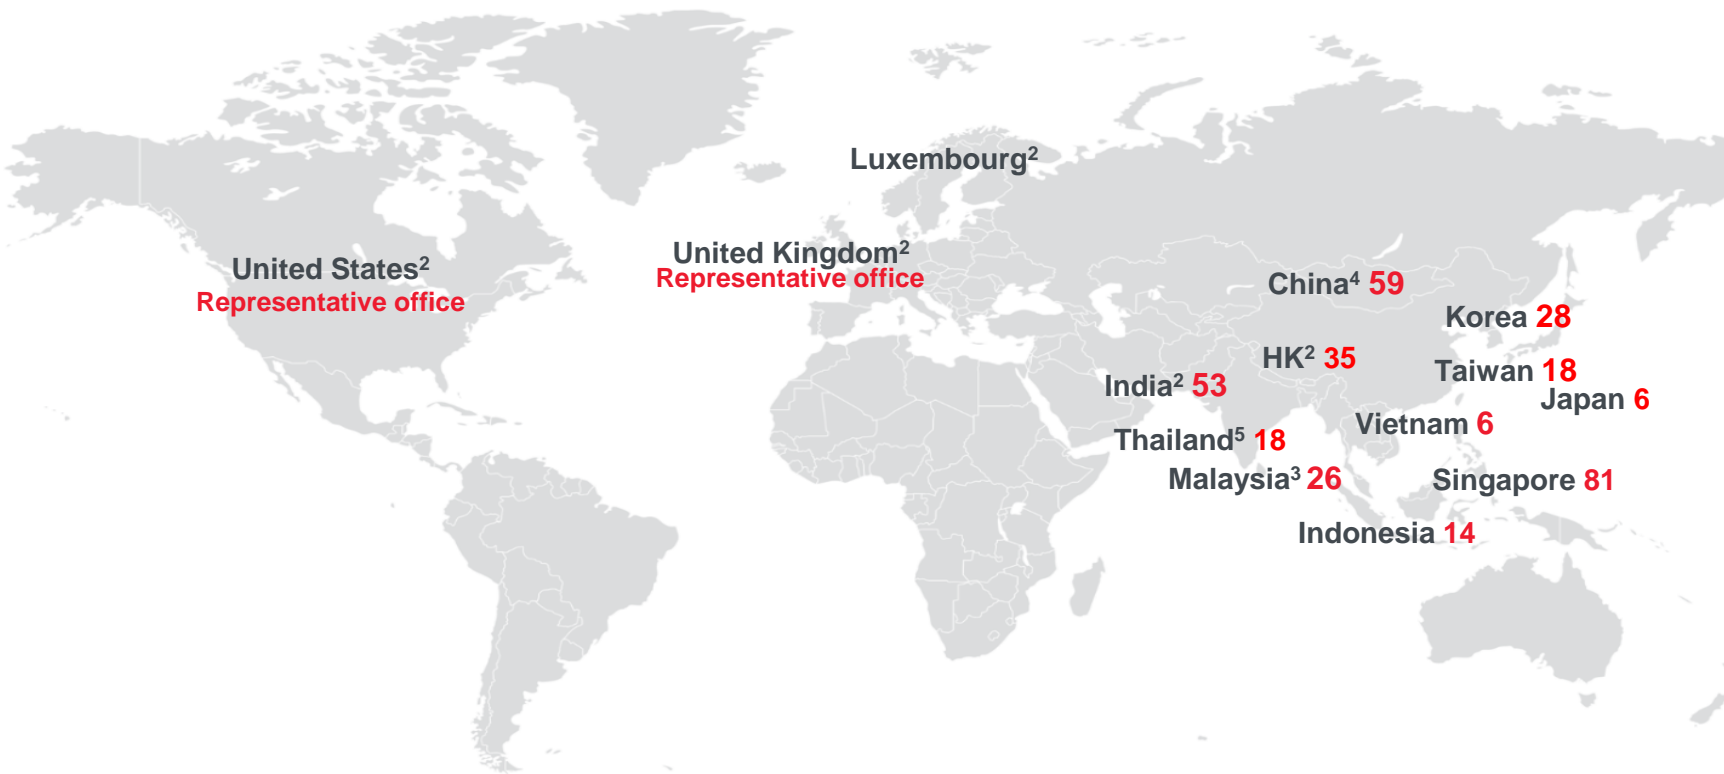 Luxembourg²
United Kingdom²
Representative office
United States²
Representative office
China⁴ 59
Korea 28
HK² 35
Taiwan 18
India² 53
Japan 6
Vietnam 6
Thailand⁵ 18
Malaysia³ 26
Singapore 81
Indonesia 14